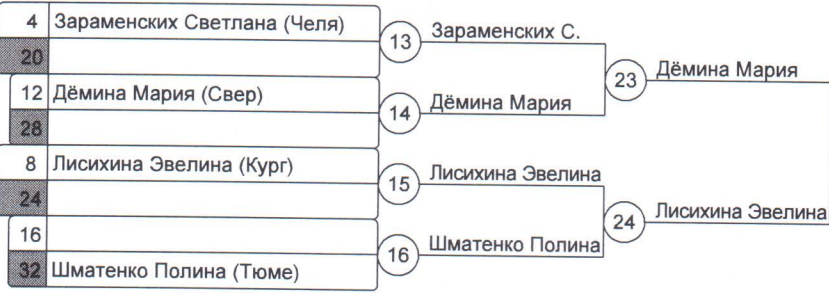 4 Зараменских Светлана (Челя)
20
13 Зараменских С.
12 Дёмина Мария (Свер)
28
14 Дёмина Мария
23 Дёмина Мария
8 Лисихина Эвелина (Кург)
24
15 Лисихина Эвелина
16
32 Шматенко Полина (Тюме)
16 Шматенко Полина
24 Лисихина Эвелина